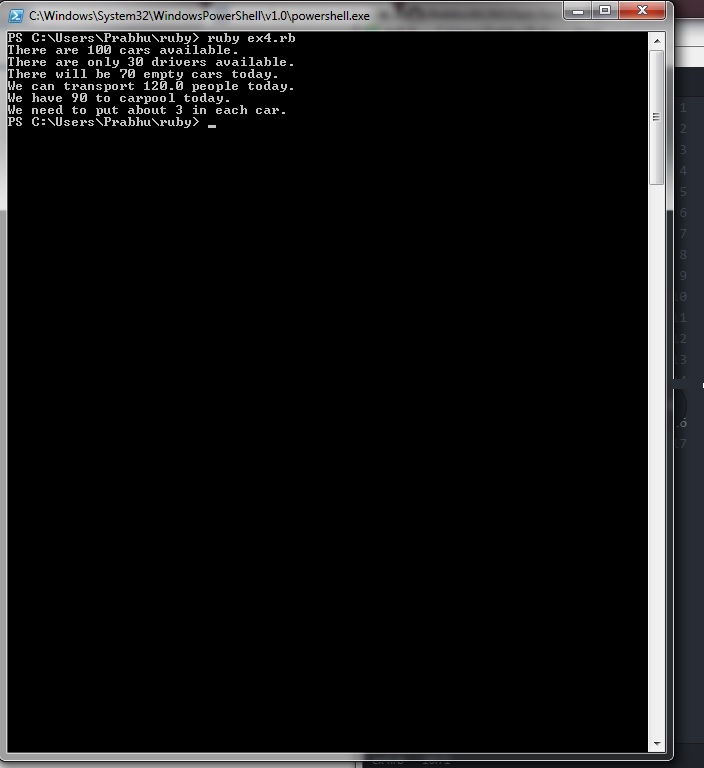 C:\Windows\System32\WindowsPowerShell\v1.0\powershell.exe
PS C:\Users\Prabhu\ruby> ruby ex4.rb
There are 100 cars available.
There are only 30 drivers available.
There will be 70 empty cars today.
We can transport 120.0 people today.
We have 90 to carpool today.
We need to put about 3 in each car.
PS C:\Users\Prabhu\ruby> _
1
2
3
4
5
6
7
8
9
0
1
2
3
6
7